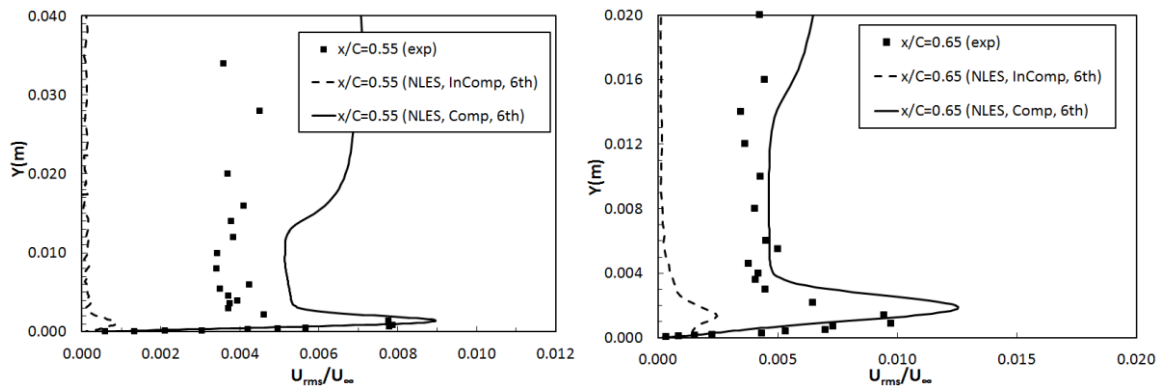 0.040
0.030
0.020
0.010
0.000
Y(m)
x/C=0.55 (exp)
x/C=0.55 (NLES, InComp, 6th)
x/C=0.55 (NLES, Comp, 6th)
0.000 0.002 0.004 0.006 0.008 0.010 0.012
Urms/U∞
0.020
0.016
0.012
0.008
0.004
0.000
Y(m)
x/C=0.65 (exp)
x/C=0.65 (NLES, InComp, 6th)
x/C=0.65 (NLES, Comp, 6th)
0.000 0.005 0.010 0.015 0.020
Urms/U∞